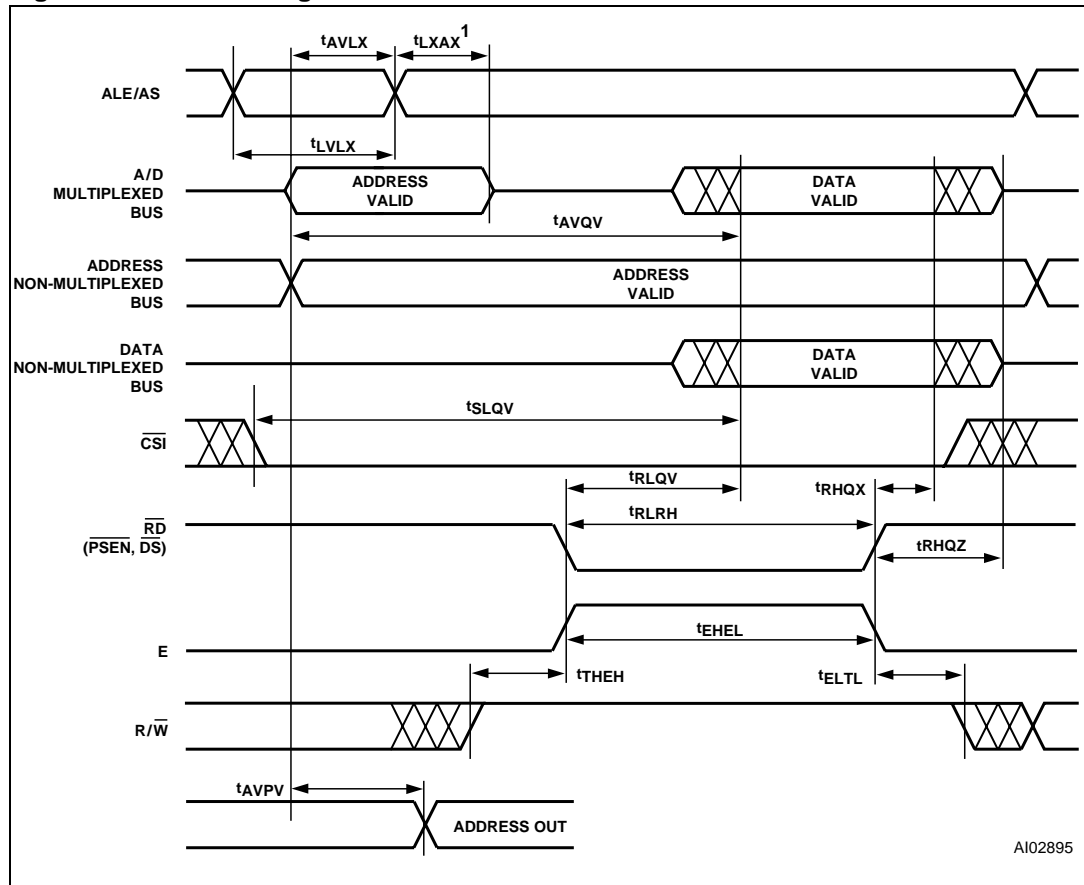 tAVLX
tLXAX1
ALE/AS
tLVLX
A/D
MULTIPLEXED
BUS
ADDRESS
VALID
DATA
VALID
tAVQV
ADDRESS
NON-MULTIPLEXED
BUS
ADDRESS
VALID
DATA
NON-MULTIPLEXED
BUS
DATA
VALID
tSLQV
CSI
tRLQV
tRHQX
RD
(PSEN, DS)
tRLRH
tRHQZ
E
tEHEL
tTHEH
tELTL
R/W
tAVPV
ADDRESS OUT
AI02895